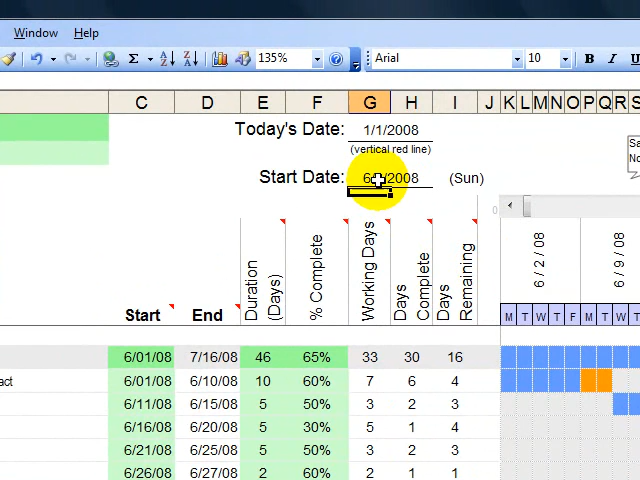 Window Help
Σ 135% Arial 10 B I U
C D E F G H I J K L M N O P Q R S
Today's Date: 1/1/2008
(vertical red line)
Start Date: /2008 (Sun)
0
Start End Duration (Days) % Complete Working Days Days Complete Days Remaining 6 / 2 / 08 6 / 9 / 08
M T W T F M T W T
6/01/08 7/16/08 46 65% 33 30 16
act 6/01/08 6/10/08 10 60% 7 6 4
6/11/08 6/15/08 5 50% 3 2 3
6/16/08 6/20/08 5 30% 5 1 4
6/21/08 6/25/08 5 50% 3 2 3
6/26/08 6/27/08 2 60% 2 1 1